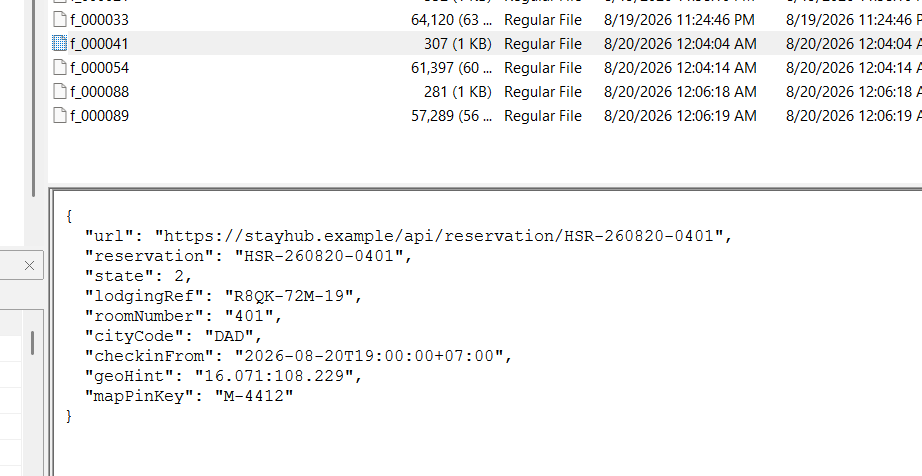 f_000033 64,120 (63 ... Regular File 8/19/2026 11:24:46 PM 8/19/2026 11:24:46
f_000041 307 (1 KB) Regular File 8/20/2026 12:04:04 AM 8/20/2026 12:04:04
f_000054 61,397 (60 ... Regular File 8/20/2026 12:04:14 AM 8/20/2026 12:04:14
f_000088 281 (1 KB) Regular File 8/20/2026 12:06:18 AM 8/20/2026 12:06:18
f_000089 57,289 (56 ... Regular File 8/20/2026 12:06:19 AM 8/20/2026 12:06:19
{
"url": "https://stayhub.example/api/reservation/HSR-260820-0401",
"reservation": "HSR-260820-0401",
"state": 2,
"lodgingRef": "R8QK-72M-19",
"roomNumber": "401",
"cityCode": "DAD",
"checkinFrom": "2026-08-20T19:00:00+07:00",
"geoHint": "16.071:108.229",
"mapPinKey": "M-4412"
}